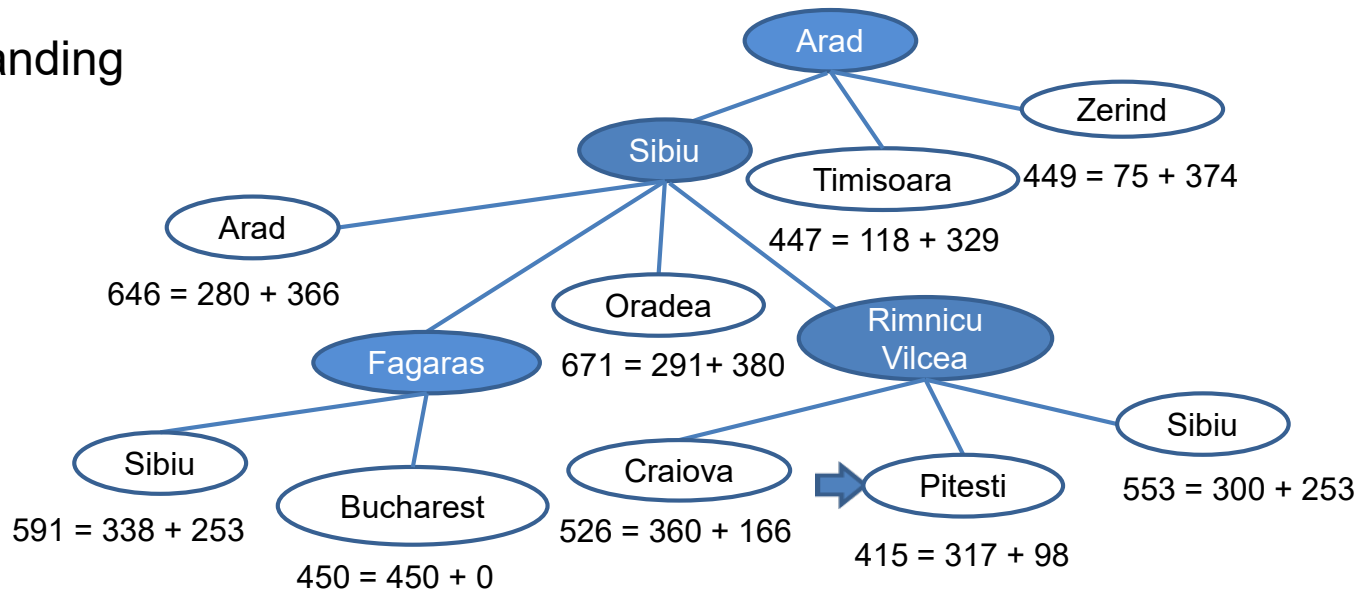 anding
Arad
Zerind
449 = 75 + 374
Sibiu
Timisoara
447 = 118 + 329
Arad
646 = 280 + 366
Oradea
671 = 291+ 380
Rimnicu
Vilcea
Fagaras
Sibiu
591 = 338 + 253
Bucharest
450 = 450 + 0
Craiova
526 = 360 + 166
Pitesti
415 = 317 + 98
Sibiu
553 = 300 + 253